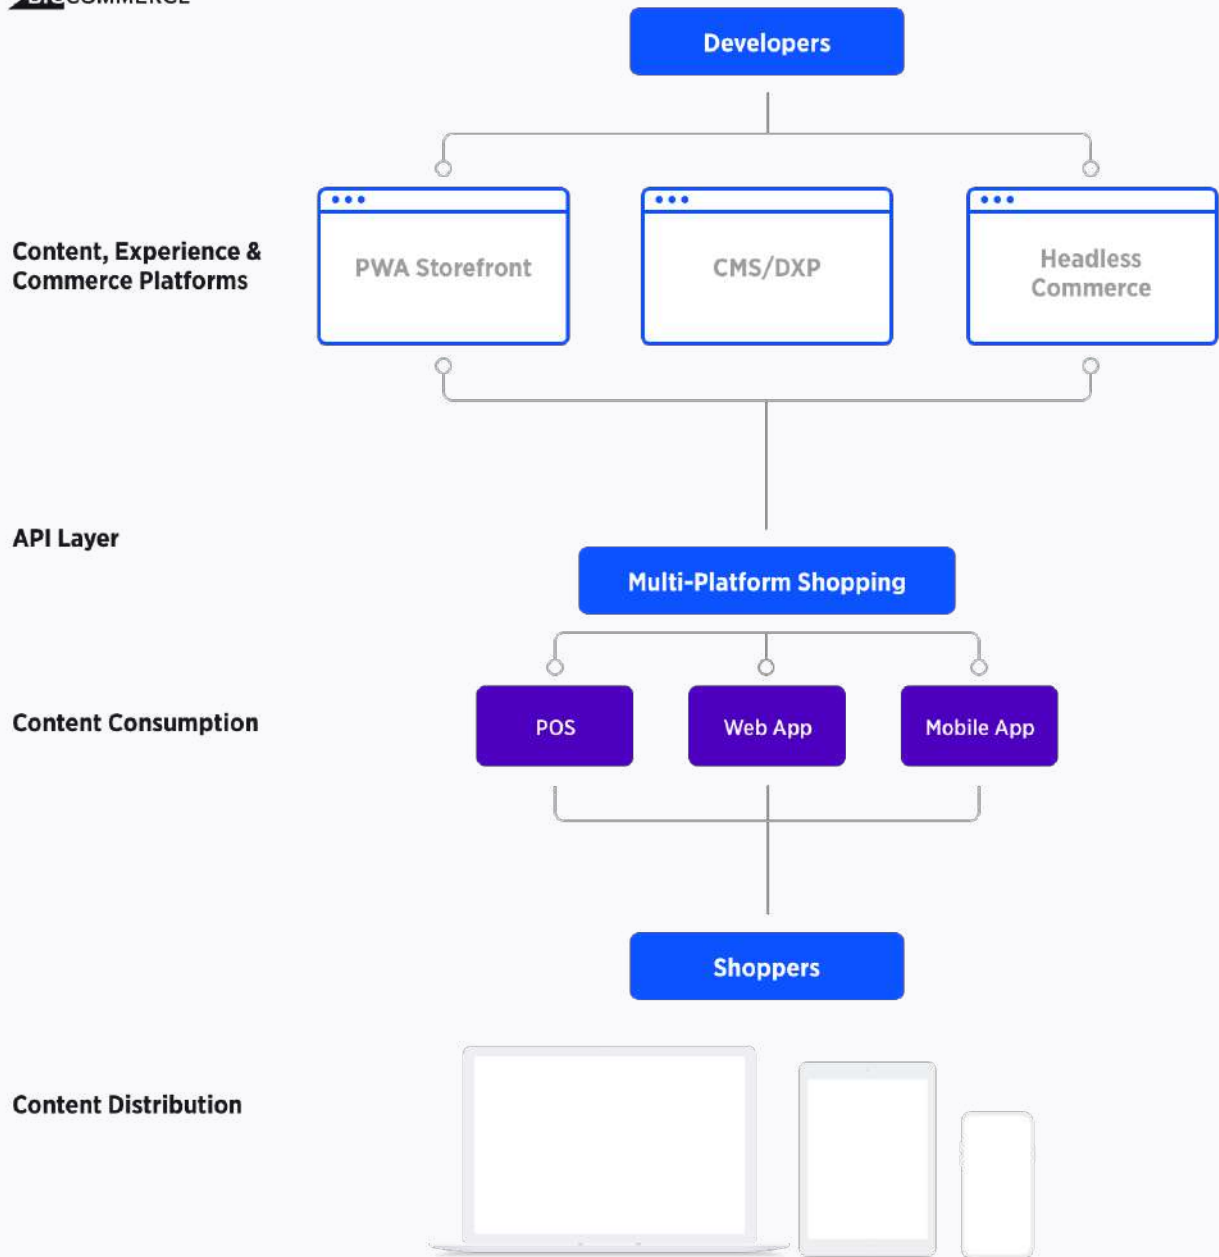 BIGCOMMERCE
Developers
Content, Experience &
Commerce Platforms
PWA Storefront
CMS/DXP
Headless
Commerce
API Layer
Multi-Platform Shopping
Content Consumption
POS
Web App
Mobile App
Shoppers
Content Distribution